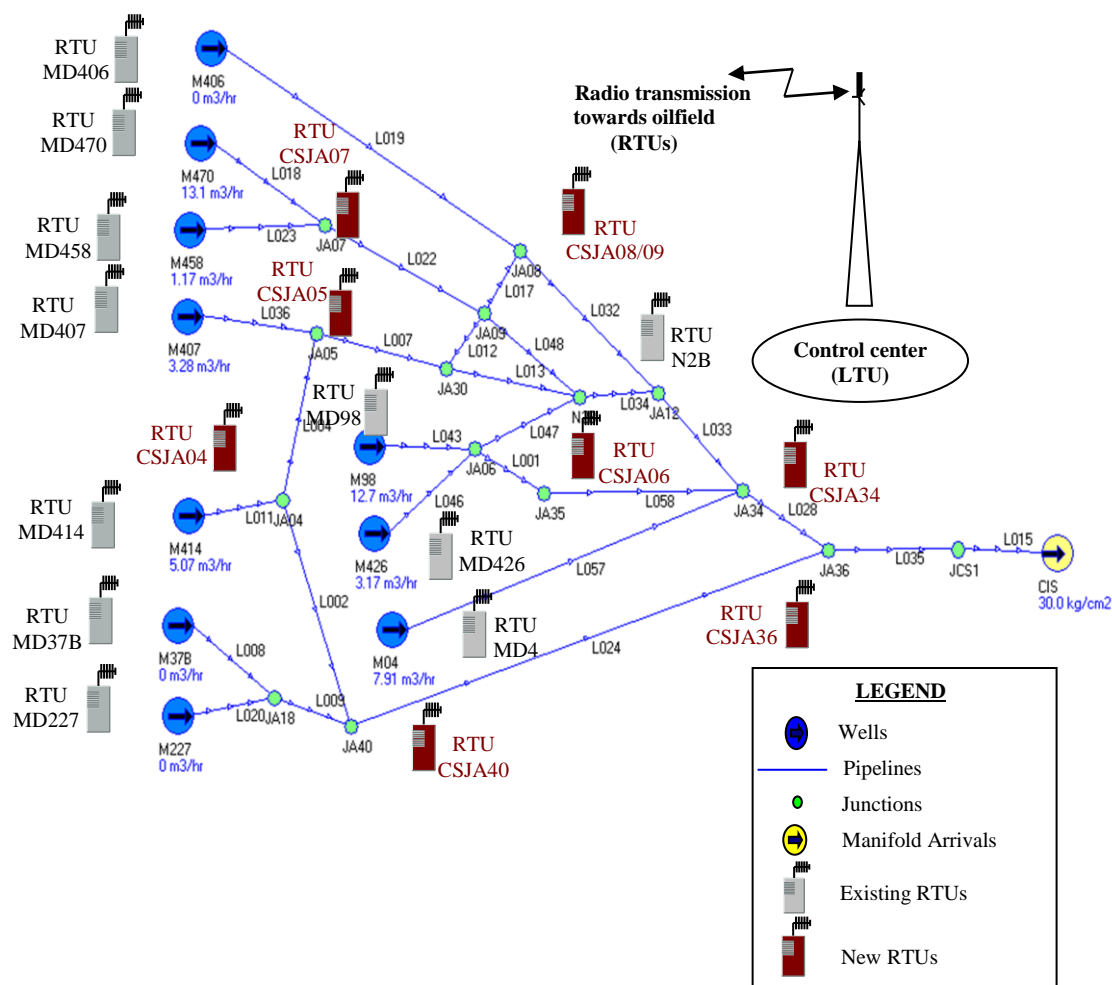 RTU
MD406
M406
0 m3/hr
RTU
MD470
M470
13.1 m3/hr
L019
L018
RTU
CSJA07
JA07
Radio transmission
towards oilfield
(RTUs)
RTU
MD458
M458
1.17 m3/hr
L023
L022
RTU
CSJA08/09
JA08
L017
L032
RTU
MD407
M407
3.28 m3/hr
L036
RTU
CSJA05
JA05
L007
JA09
L012
L048
JA30
L013
RTU
N2B
L034
JA12
Control center
(LTU)
RTU
MD98
M98
12.7 m3/hr
L043
L047
JA06
L001
RTU
CSJA06
L033
RTU
CSJA04
L004
L011
JA04
RTU
MD414
M414
5.07 m3/hr
L046
M426
3.17 m3/hr
RTU
MD426
JA35
L058
JA34
RTU
CSJA34
L028
JA36
L035
JCS1
L015
CIS
30.0 kg/cm2
L057
L002
RTU
MD37B
M37B
0 m3/hr
L008
M04
7.91 m3/hr
RTU
MD4
L024
RTU
CSJA36
RTU
MD227
M227
0 m3/hr
L020
JA18
L009
JA40
RTU
CSJA40
LEGEND
Wells
Pipelines
Junctions
Manifold Arrivals
Existing RTUs
New RTUs